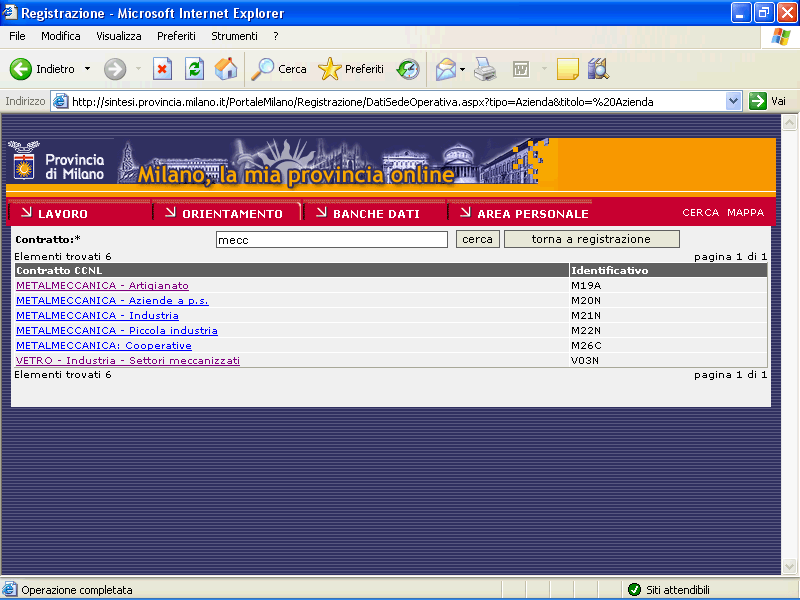 Registrazione - Microsoft Internet Explorer
File Modifica Visualizza Preferiti Strumenti ?
Indietro Cerca Preferiti
Indirizzo http://sintesi.provincia.milano.it/PortaleMilano/Registrazione/DatiSedeOperativa.aspx?tipo=Azienda&titolo=%20Azienda Vai
Provincia
di Milano
Milano, la mia provincia online
LAVORO ORIENTAMENTO BANCHE DATI AREA PERSONALE CERCA MAPPA
Contratto:* mecc cerca torna a registrazione
Elementi trovati 6 pagina 1 di 1
Contratto CCNL Identificativo
METALMECCANICA - Artigianato M19A
METALMECCANICA - Aziende a p.s. M20N
METALMECCANICA - Industria M21N
METALMECCANICA - Piccola industria M22N
METALMECCANICA: Cooperative M26C
VETRO - Industria - Settori meccanizzati V03N
Elementi trovati 6 pagina 1 di 1
Operazione completata Siti attendibili